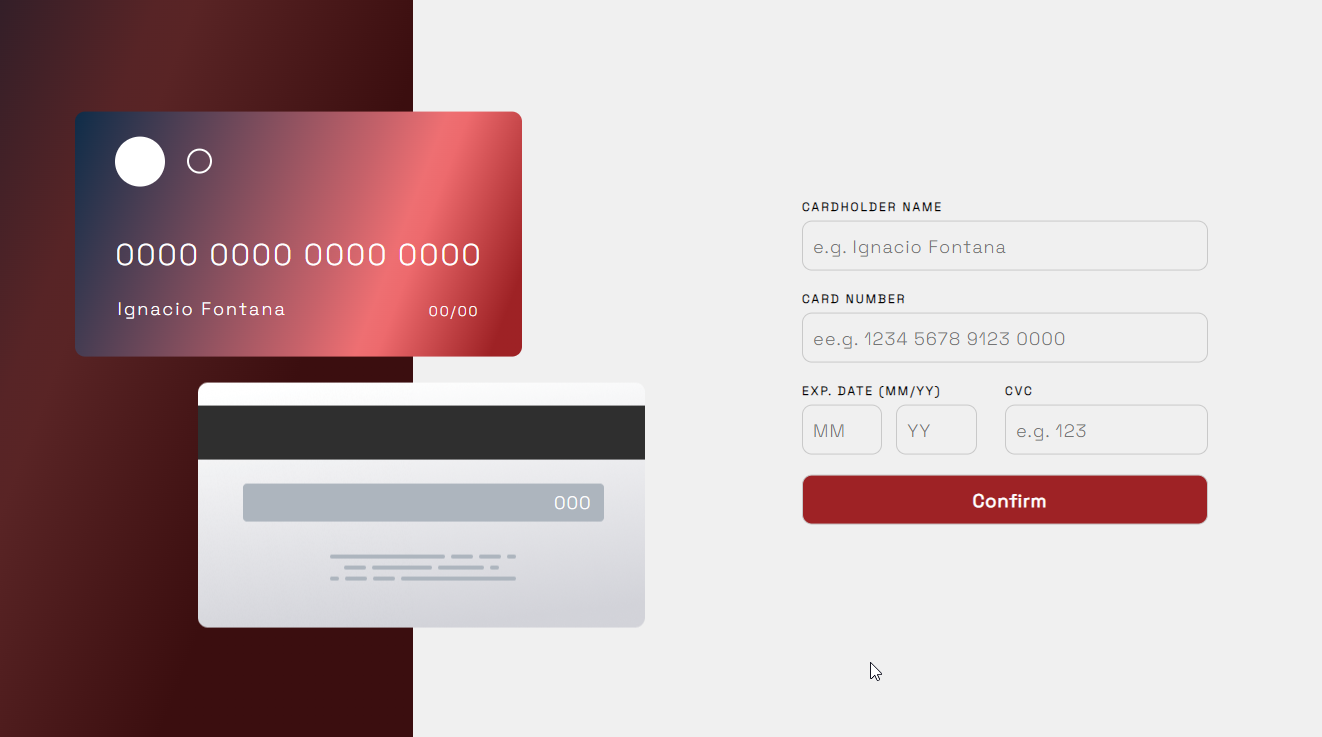 0000 0000 0000 0000
Ignacio Fontana 00/00
000
CARDHOLDER NAME
e.g. Ignacio Fontana
CARD NUMBER
ee.g. 1234 5678 9123 0000
EXP. DATE (MM/YY) CVC
MM YY e.g. 123
Confirm